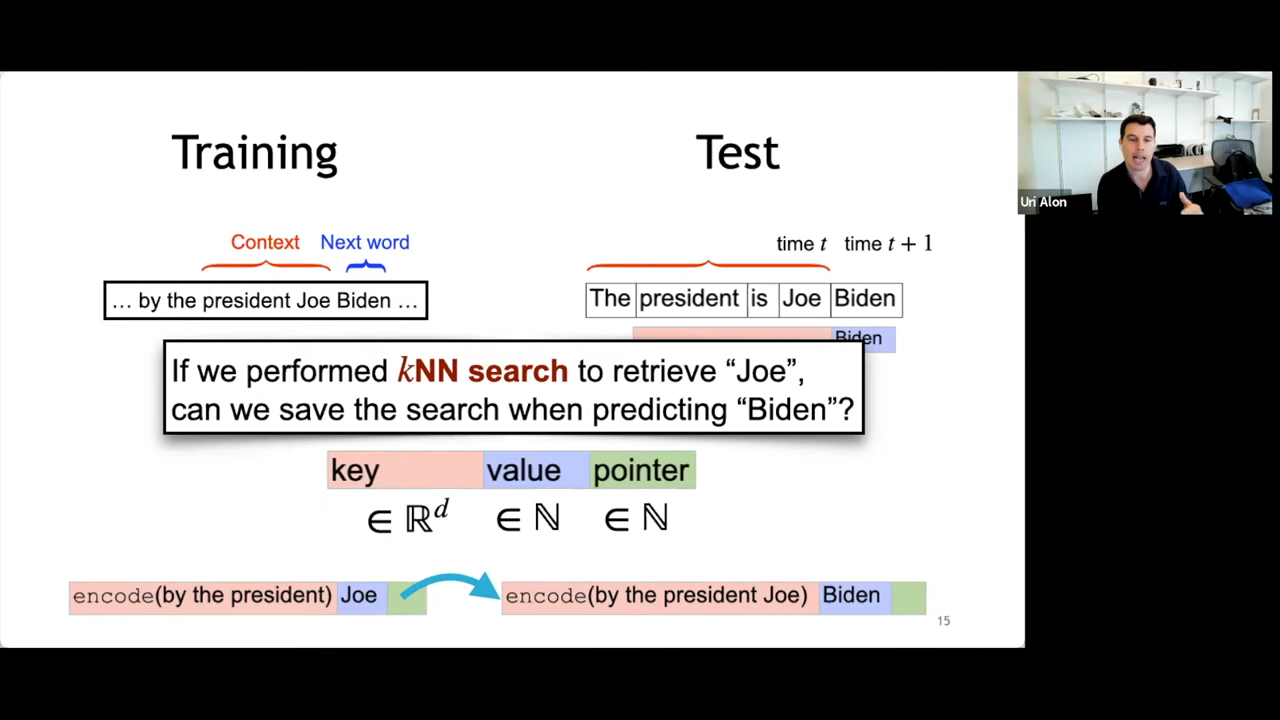 Training
Test
Context
Next word
time t
time t + 1
… by the president Joe Biden …
The president is Joe Biden
Biden
If we performed kNN search to retrieve “Joe”,
can we save the search when predicting “Biden”?
key value pointer
∈ ℝᵈ ∈ ℕ ∈ ℕ
encode(by the president) Joe
encode(by the president Joe) Biden
15
Uri Alon